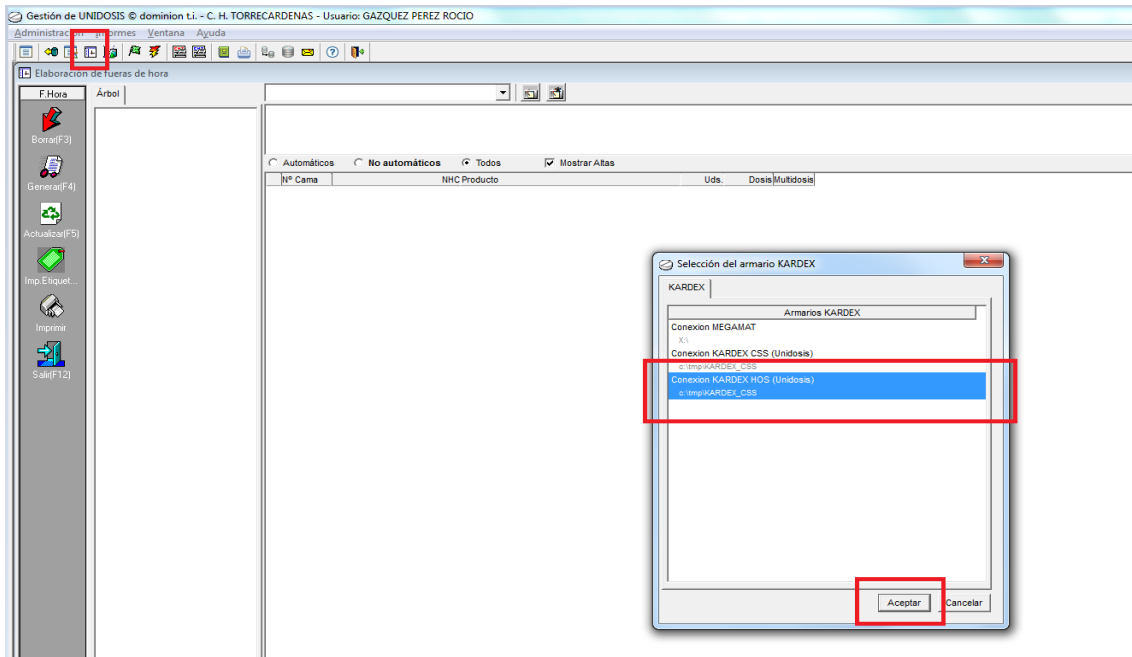 Gestión de UNIDOSIS © dominion t.i. - C. H. TORRECARDENAS - Usuario: GAZQUEZ PEREZ ROCIO
Administración Informes Ventana Ayuda
Elaboración de fueras de hora
F.Hora
Árbol
Borrar(F3)
Automáticos No automáticos Todos Mostrar Altas
Nº Cama NHC Producto Uds. Dosis Multidosis
Generar(F4)
Actualizar(F5)
Imp.Etiquet...
Imprimir
Salir(F12)
Selección del armario KARDEX
KARDEX
Armarios KARDEX
Conexion MEGAMAT
X:\
Conexion KARDEX CSS (Unidosis)
c:\tmp\KARDEX_CSS
Conexion KARDEX HOS (Unidosis)
c:\tmp\KARDEX_CSS
Aceptar Cancelar